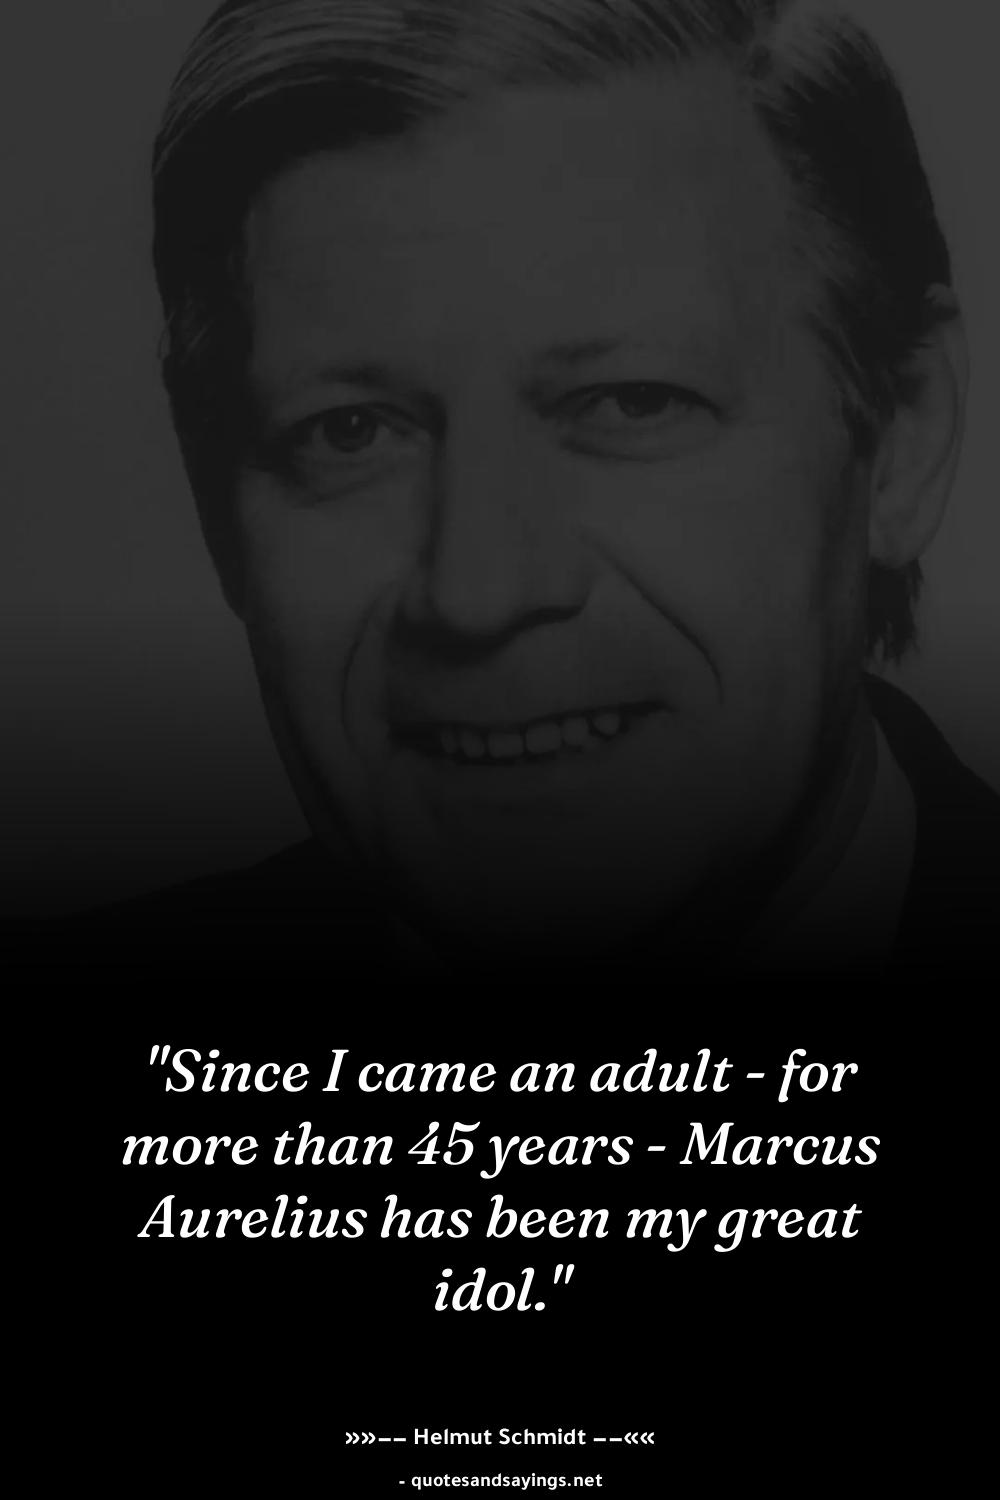 "Since I came an adult - for
more than 45 years - Marcus
Aurelius has been my great
idol."
»»–– Helmut Schmidt ––««
- quotesandsayings.net